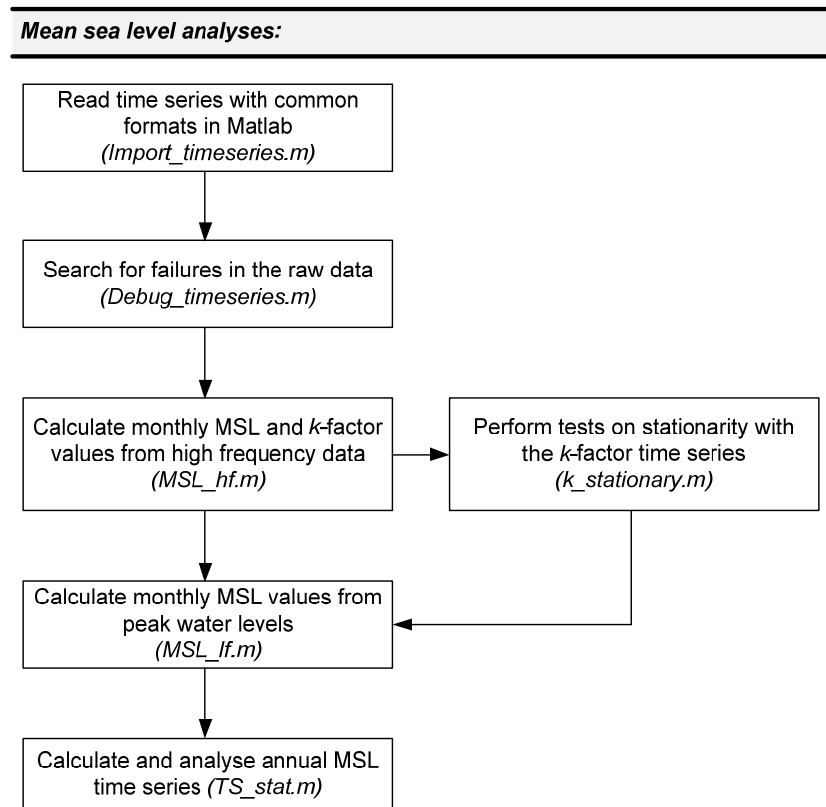 Mean sea level analyses:
Read time series with common
formats in Matlab
(Import_timeseries.m)
Search for failures in the raw data
(Debug_timeseries.m)
Calculate monthly MSL and k-factor
values from high frequency data
(MSL_hf.m)
Perform tests on stationarity with
the k-factor time series
(k_stationary.m)
Calculate monthly MSL values from
peak water levels
(MSL_lf.m)
Calculate and analyse annual MSL
time series (TS_stat.m)